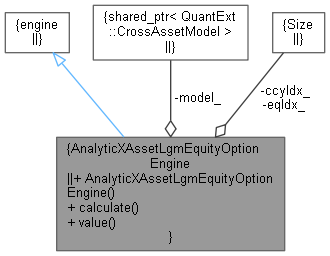 {engine
||}
{shared_ptr< QuantExt
::CrossAssetModel >
||}
{Size
||}
-model_
-ccyIdx_
-eqIdx_
{AnalyticXAssetLgmEquityOption
Engine
||+ AnalyticXAssetLgmEquityOption
Engine()
+ calculate()
+ value()
}